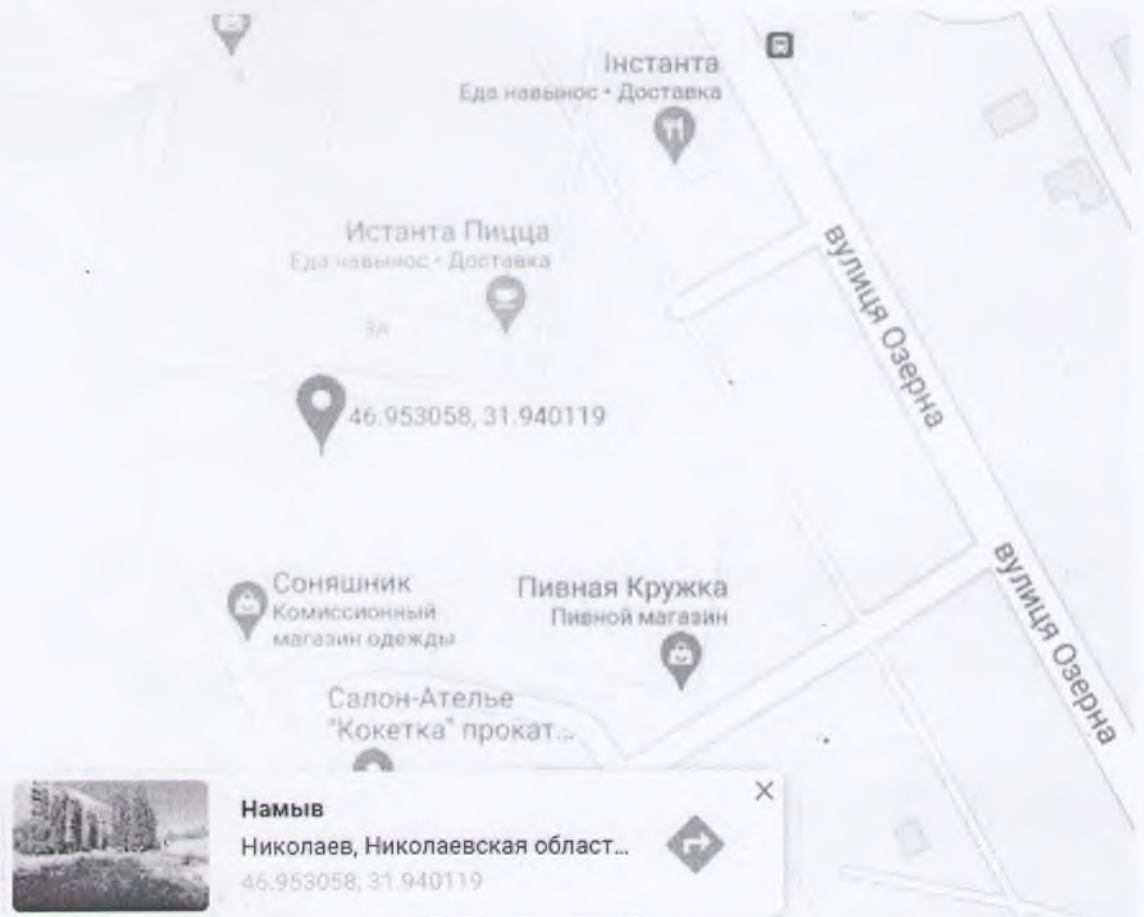 Інстанта
Еда навынос • Доставка
Истанта Пицца
Еда навынос • Доставка
3А
вулиця Озерна
46.953058, 31.940119
Соняшник
Комиссионный
магазин одежды
Пивная Кружка
Пивной магазин
вулиця Озерна
Салон-Ателье
"Кокетка" прокат...
Намыв
Николаев, Николаевская област...
46.953058, 31.940119